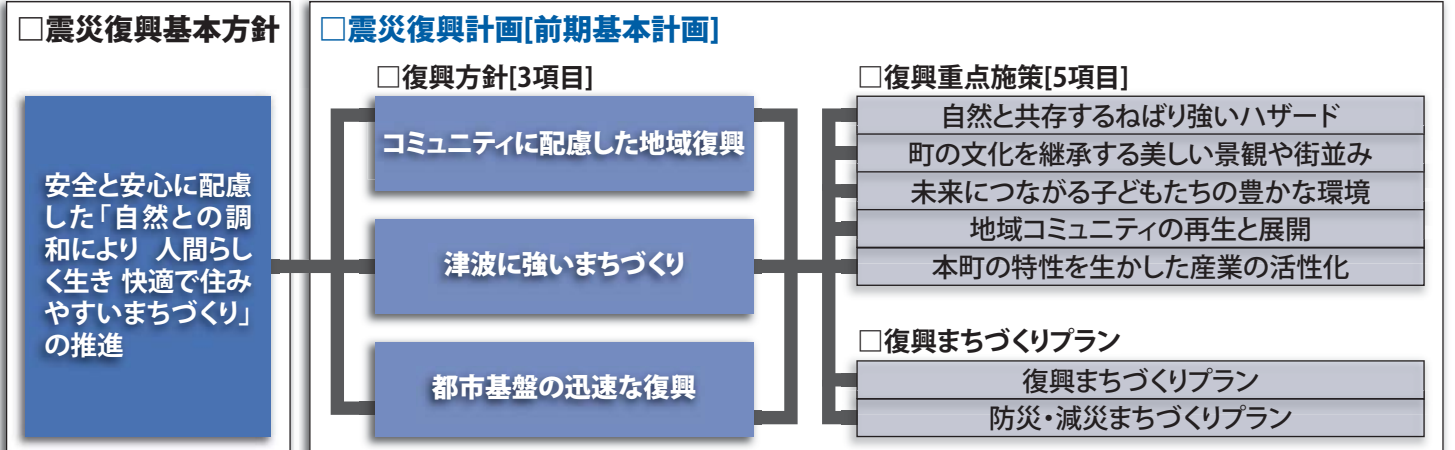 □震災復興基本方針
安全と安心に配慮
した「自然との調
和により 人間らし
く生き 快適で住み
やすいまちづくり」
の推進
□震災復興計画[前期基本計画]
□復興方針[3項目]
コミュニティに配慮した地域復興
津波に強いまちづくり
都市基盤の迅速な復興
□復興重点施策[5項目]
自然と共存するねばり強いハザード
町の文化を継承する美しい景観や街並み
未来につながる子どもたちの豊かな環境
地域コミュニティの再生と展開
本町の特性を生かした産業の活性化
□復興まちづくりプラン
復興まちづくりプラン
防災・減災まちづくりプラン